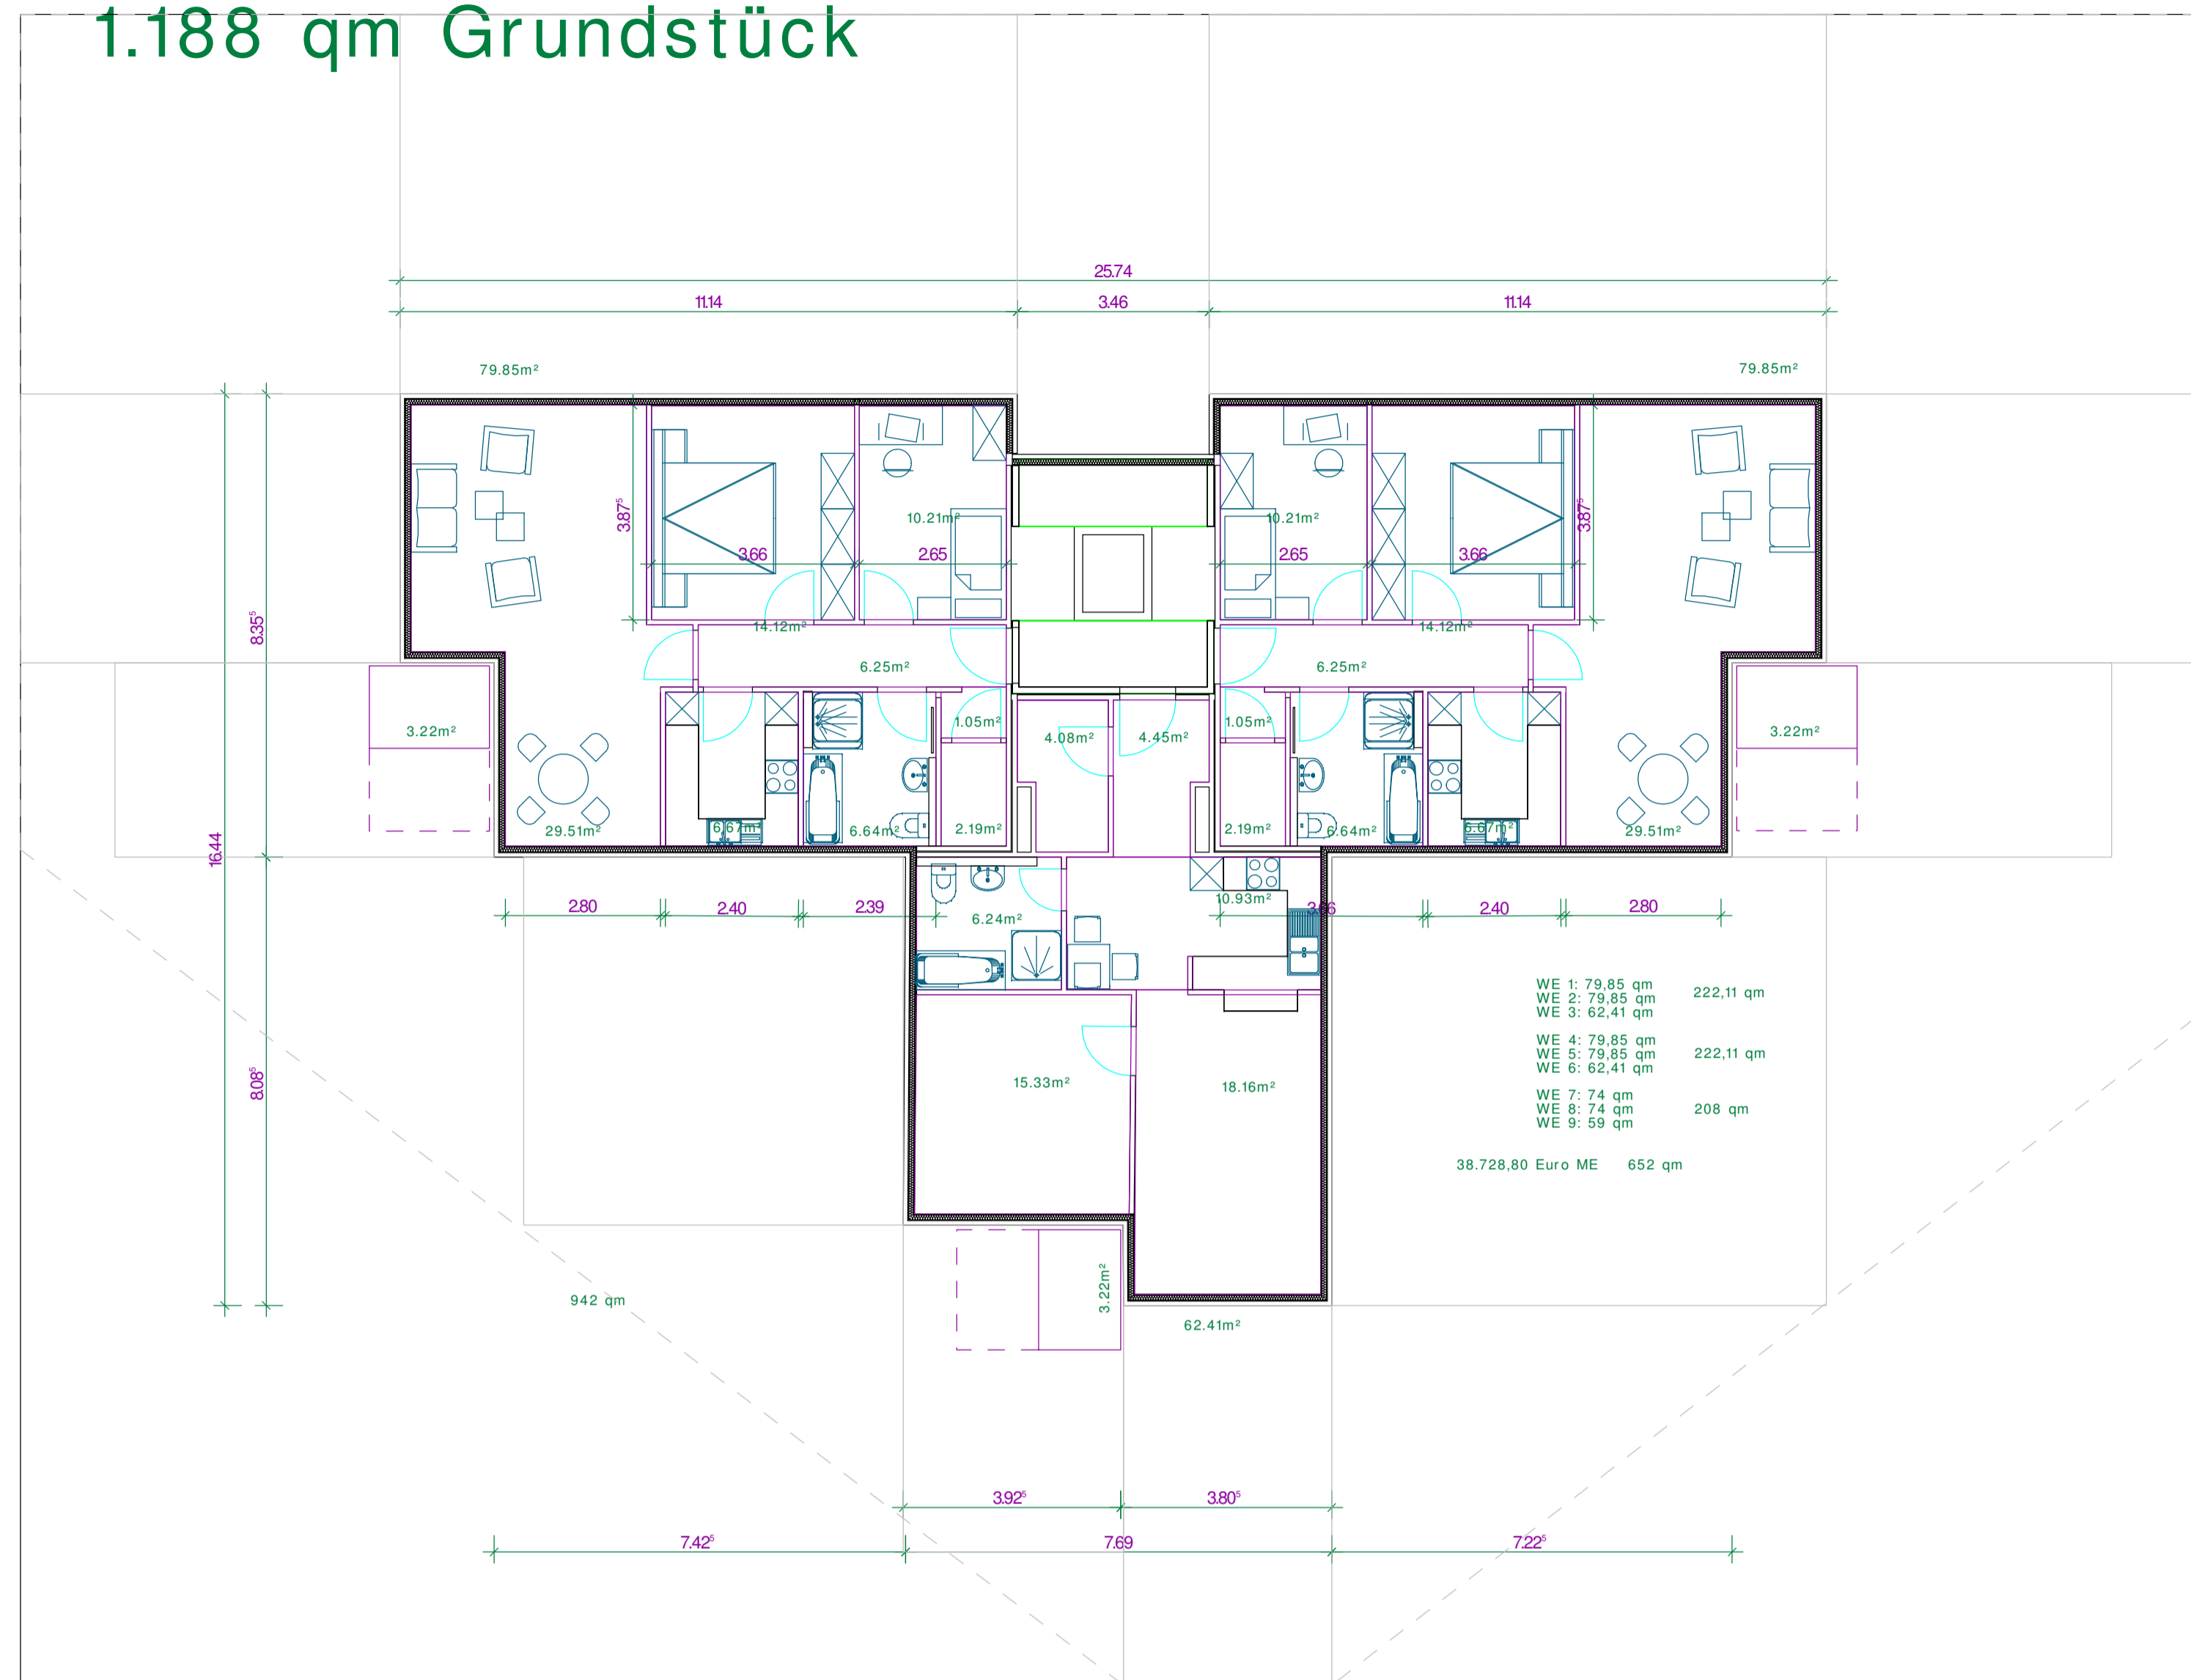 1.188 qm Grundstück
25.74
11.14
3.46
11.14
79.85m²
79.85m²
3.87⁵
3.87⁵
10.21m²
10.21m²
3.66
2.65
2.65
3.66
8.35⁵
14.12m²
14.12m²
6.25m²
6.25m²
3.22m²
1.05m²
4.08m²
4.45m²
1.05m²
3.22m²
29.51m²
6.67m²
6.64m²
2.19m²
2.19m²
6.64m²
6.67m²
29.51m²
16.44
2.80
2.40
2.39
6.24m²
10.93m²
3.66
2.40
2.80
WE 1: 79,85 qm
WE 2: 79,85 qm
WE 3: 62,41 qm
222,11 qm
WE 4: 79,85 qm
WE 5: 79,85 qm
WE 6: 62,41 qm
222,11 qm
8.08⁵
15.33m²
18.16m²
WE 7: 74 qm
WE 8: 74 qm
WE 9: 59 qm
208 qm
38.728,80 Euro ME 652 qm
942 qm
3.22m²
62.41m²
3.92⁵
3.80⁵
7.42⁵
7.69
7.22⁵